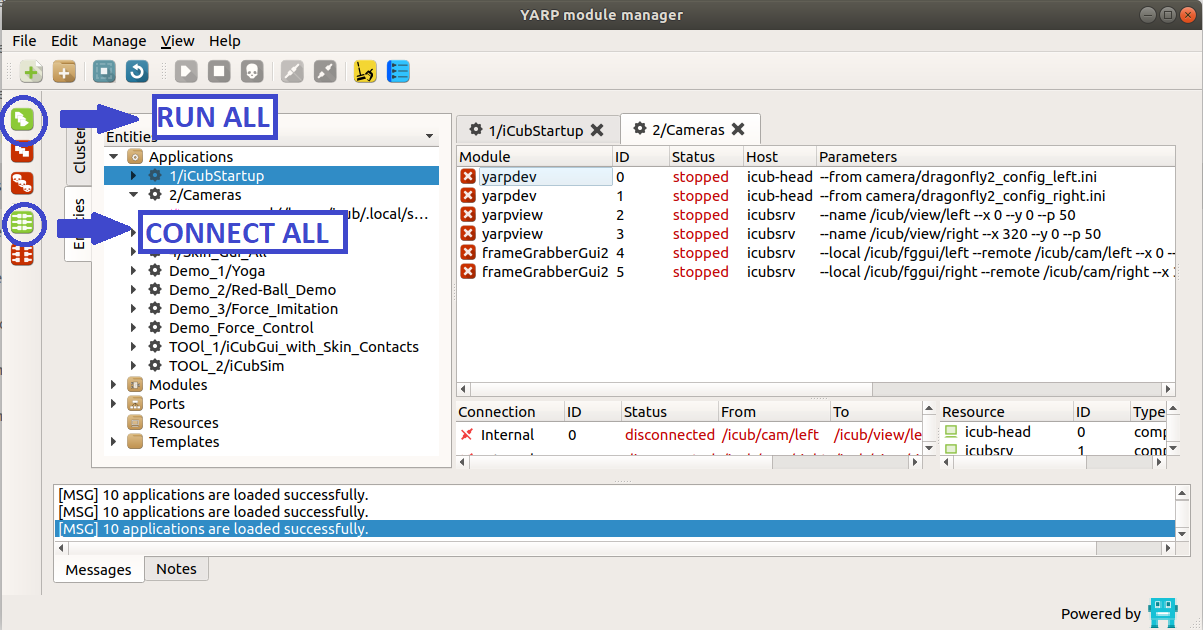 YARP module manager
File Edit Manage View Help
RUN ALL
Entities
Cluster
Applications
1/iCubStartup
2/Cameras
CONNECT ALL
Demo_1/Yoga
Demo_2/Red-Ball_Demo
Demo_3/Force_Imitation
Demo_Force_Control
TOOl_1/iCubGui_with_Skin_Contacts
TOOL_2/iCubSim
Modules
Ports
Resources
Templates
1/iCubStartup 2/Cameras
Module ID Status Host Parameters
yarpdev 0 stopped icub-head --from camera/dragonfly2_config_left.ini
yarpdev 1 stopped icub-head --from camera/dragonfly2_config_right.ini
yarpview 2 stopped icubsrv --name /icub/view/left --x 0 --y 0 --p 50
yarpview 3 stopped icubsrv --name /icub/view/right --x 320 --y 0 --p 50
frameGrabberGui2 4 stopped icubsrv --local /icub/fggui/left --remote /icub/cam/left --x 0 --
frameGrabberGui2 5 stopped icubsrv --local /icub/fggui/right --remote /icub/cam/right --x
Connection ID Status From To
Internal 0 disconnected /icub/cam/left /icub/view/le
Resource ID Type
icub-head 0 comp
icubsrv 1 comp
[MSG] 10 applications are loaded successfully.
[MSG] 10 applications are loaded successfully.
[MSG] 10 applications are loaded successfully.
Messages Notes
Powered by